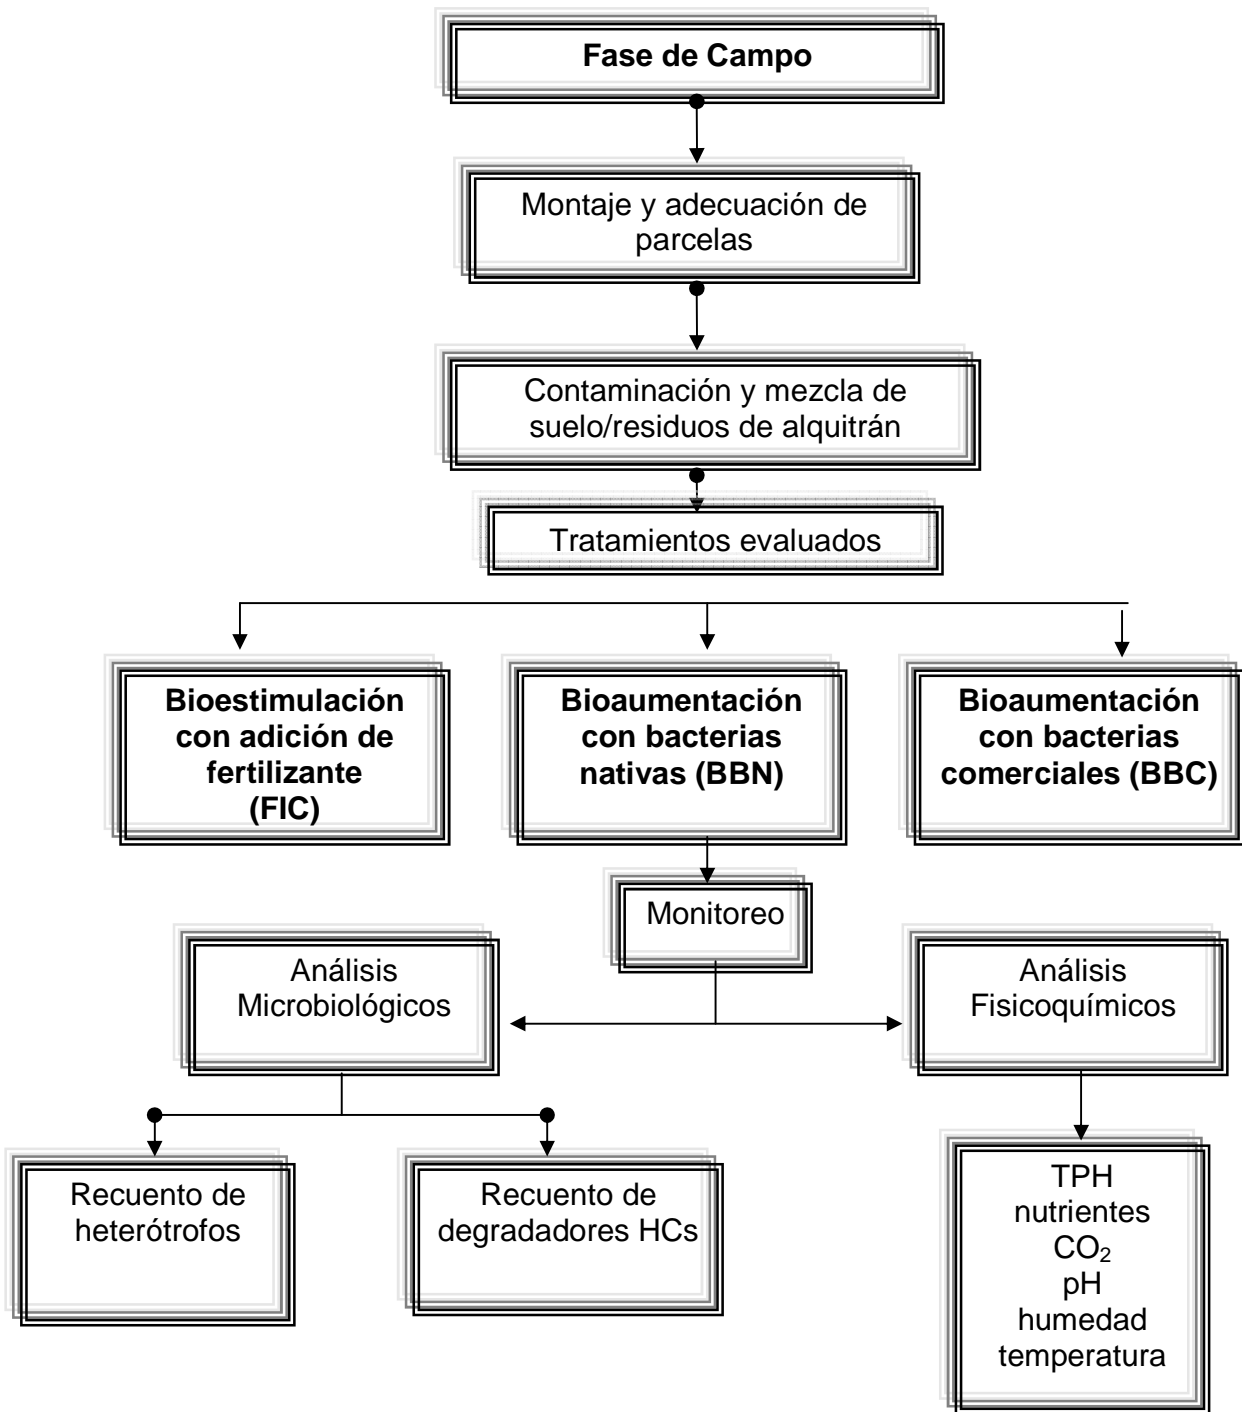 Fase de Campo
Montaje y adecuación de
parcelas
Contaminación y mezcla de
suelo/residuos de alquitrán
Tratamientos evaluados
Bioestimulación
con adición de
fertilizante
(FIC)
Bioaumentación
con bacterias
nativas (BBN)
Bioaumentación
con bacterias
comerciales (BBC)
Monitoreo
Análisis
Microbiológicos
Análisis
Fisicoquímicos
Recuento de
heterótrofos
Recuento de
degradadores HCs
TPH
nutrientes
CO₂
pH
humedad
temperatura